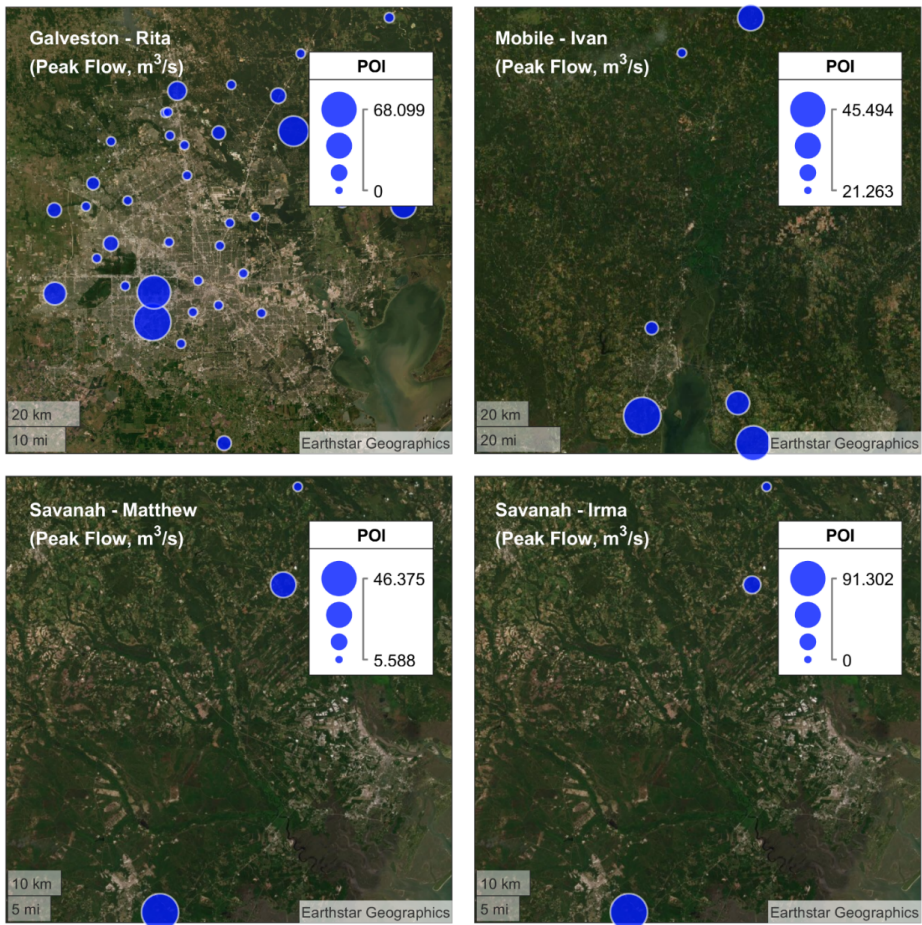 Galveston - Rita
(Peak Flow, m³/s)
POI
68.099
0
20 km
10 mi
Earthstar Geographics
Mobile - Ivan
(Peak Flow, m³/s)
POI
45.494
21.263
20 km
20 mi
Earthstar Geographics
Savanah - Matthew
(Peak Flow, m³/s)
POI
46.375
5.588
10 km
5 mi
Earthstar Geographics
Savanah - Irma
(Peak Flow, m³/s)
POI
91.302
0
10 km
5 mi
Earthstar Geographics